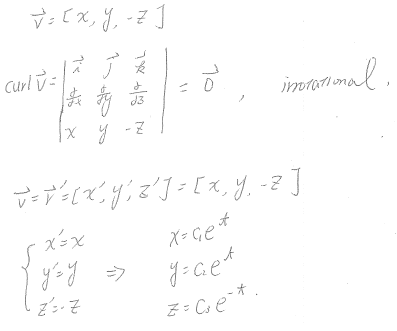 v⃗ = [x, y, -z]
curl v⃗ = | i⃗ j⃗ k⃗ | = 0⃗ , irrotational.
| ∂/∂x ∂/∂y ∂/∂z |
| x y -z |
v⃗ = r⃗' = [x', y', z'] = [x, y, -z]
{ x' = x x = c₁e^t
y' = y ⇒ y = c₂e^t
z' = -z z = c₃e^-t .